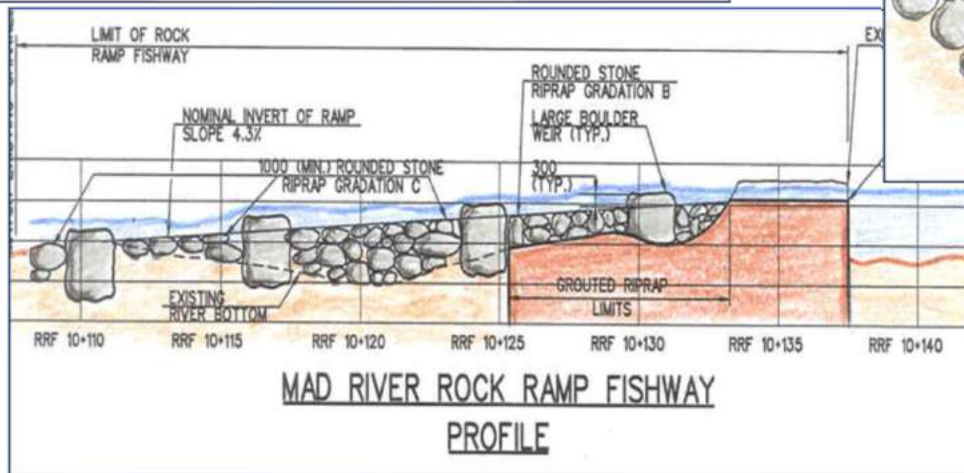 LIMIT OF ROCK
RAMP FISHWAY
ROUNDED STONE
RIPRAP GRADATION B
NOMINAL INVERT OF RAMP
SLOPE 4.3%
LARGE BOULDER
WEIR (TYP.)
1000 (MIN.) ROUNDED STONE
RIPRAP GRADATION C
300
(TYP.)
EXISTING
RIVER BOTTOM
GROUTED RIPRAP
LIMITS
RRF 10+110
RRF 10+115
RRF 10+120
RRF 10+125
RRF 10+130
RRF 10+135
RRF 10+140
MAD RIVER ROCK RAMP FISHWAY
PROFILE